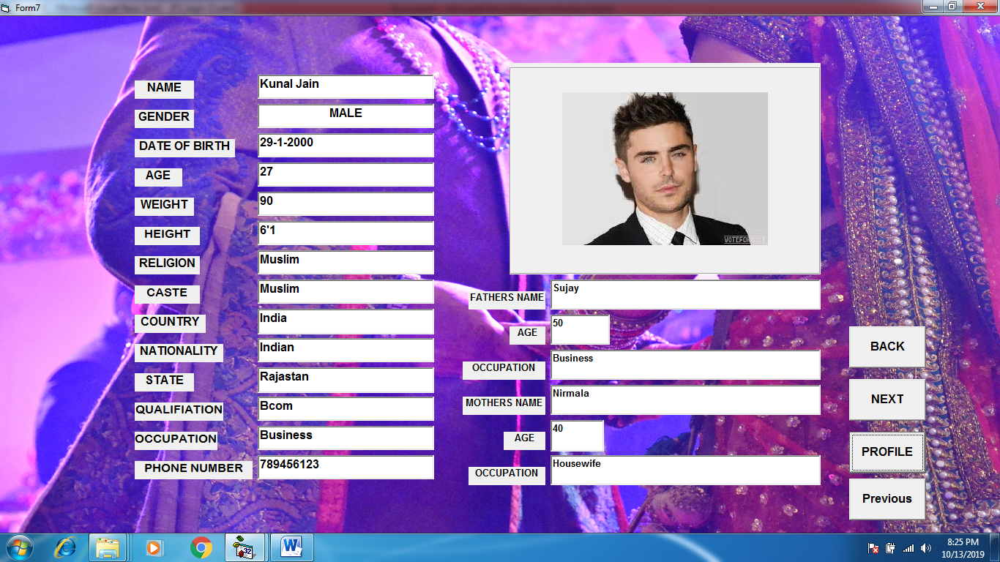 Form7
NAME Kunal Jain
GENDER MALE
DATE OF BIRTH 29-1-2000
AGE 27
WEIGHT 90
HEIGHT 6'1
RELIGION Muslim
CASTE Muslim
COUNTRY India
NATIONALITY Indian
STATE Rajastan
QUALIFIATION Bcom
OCCUPATION Business
PHONE NUMBER 789456123
FATHERS NAME Sujay
AGE 50
OCCUPATION Business
MOTHERS NAME Nirmala
AGE 40
OCCUPATION Housewife
BACK
NEXT
PROFILE
Previous
32
W
8:25 PM
10/13/2019